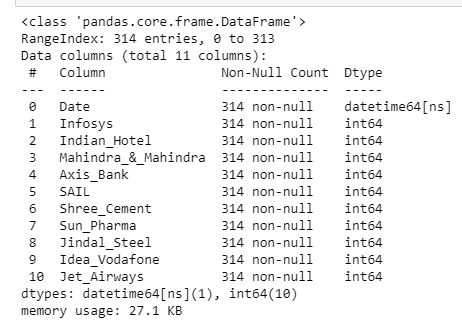 <class 'pandas.core.frame.DataFrame'>
RangeIndex: 314 entries, 0 to 313
Data columns (total 11 columns):
 #   Column              Non-Null Count  Dtype
---  ------              --------------  -----
 0   Date                314 non-null    datetime64[ns]
 1   Infosys             314 non-null    int64
 2   Indian_Hotel        314 non-null    int64
 3   Mahindra_&_Mahindra 314 non-null    int64
 4   Axis_Bank           314 non-null    int64
 5   SAIL                314 non-null    int64
 6   Shree_Cement        314 non-null    int64
 7   Sun_Pharma          314 non-null    int64
 8   Jindal_Steel        314 non-null    int64
 9   Idea_Vodafone       314 non-null    int64
 10  Jet_Airways         314 non-null    int64
dtypes: datetime64[ns](1), int64(10)
memory usage: 27.1 KB